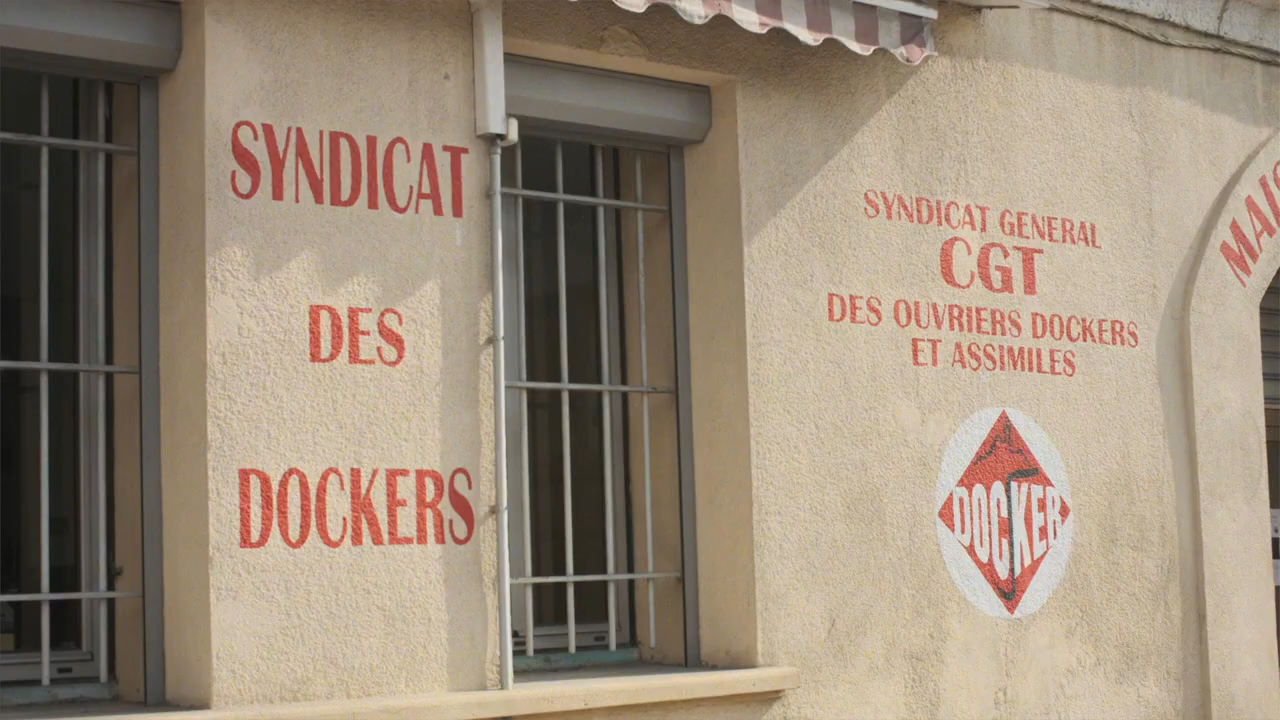 SYNDICAT
DES
DOCKERS
SYNDICAT GENERAL
CGT
DES OUVRIERS DOCKERS
ET ASSIMILES
DOCKER